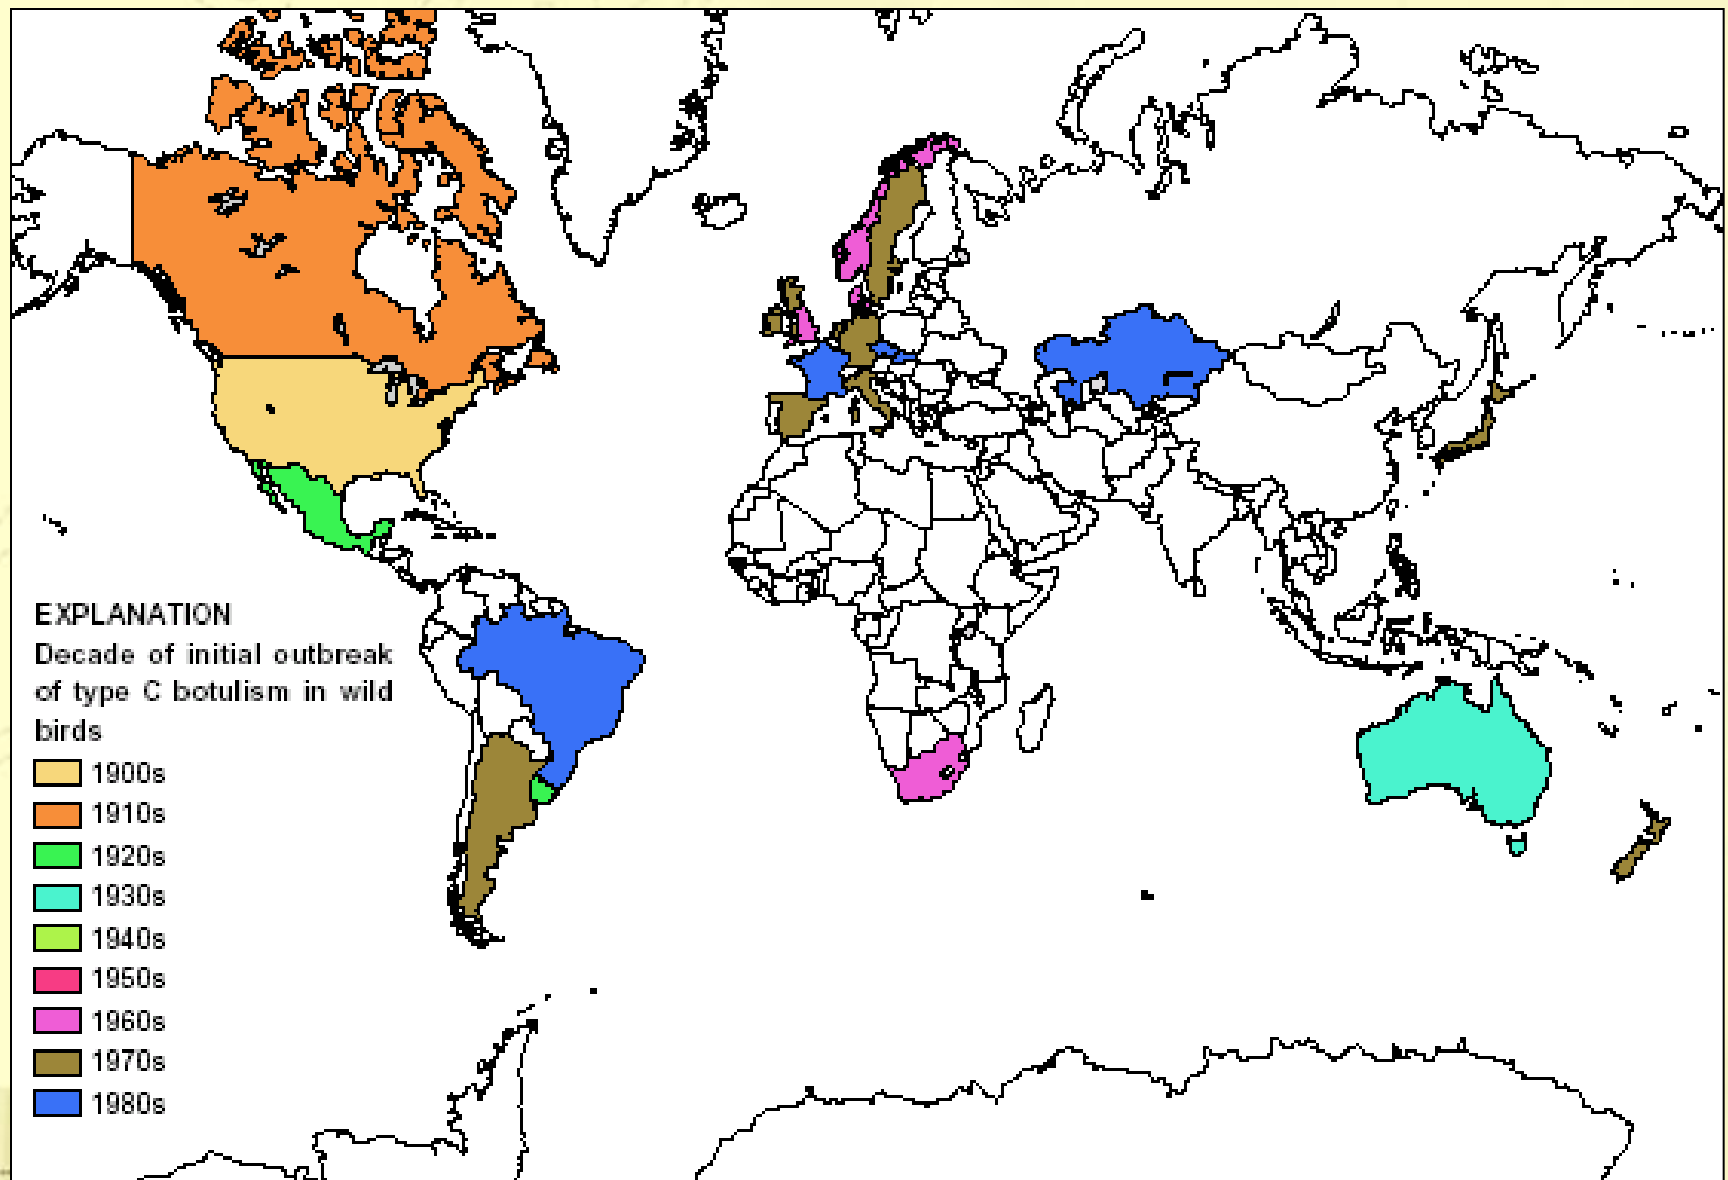 EXPLANATION
Decade of initial outbreak
of type C botulism in wild
birds
1900s
1910s
1920s
1930s
1940s
1950s
1960s
1970s
1980s